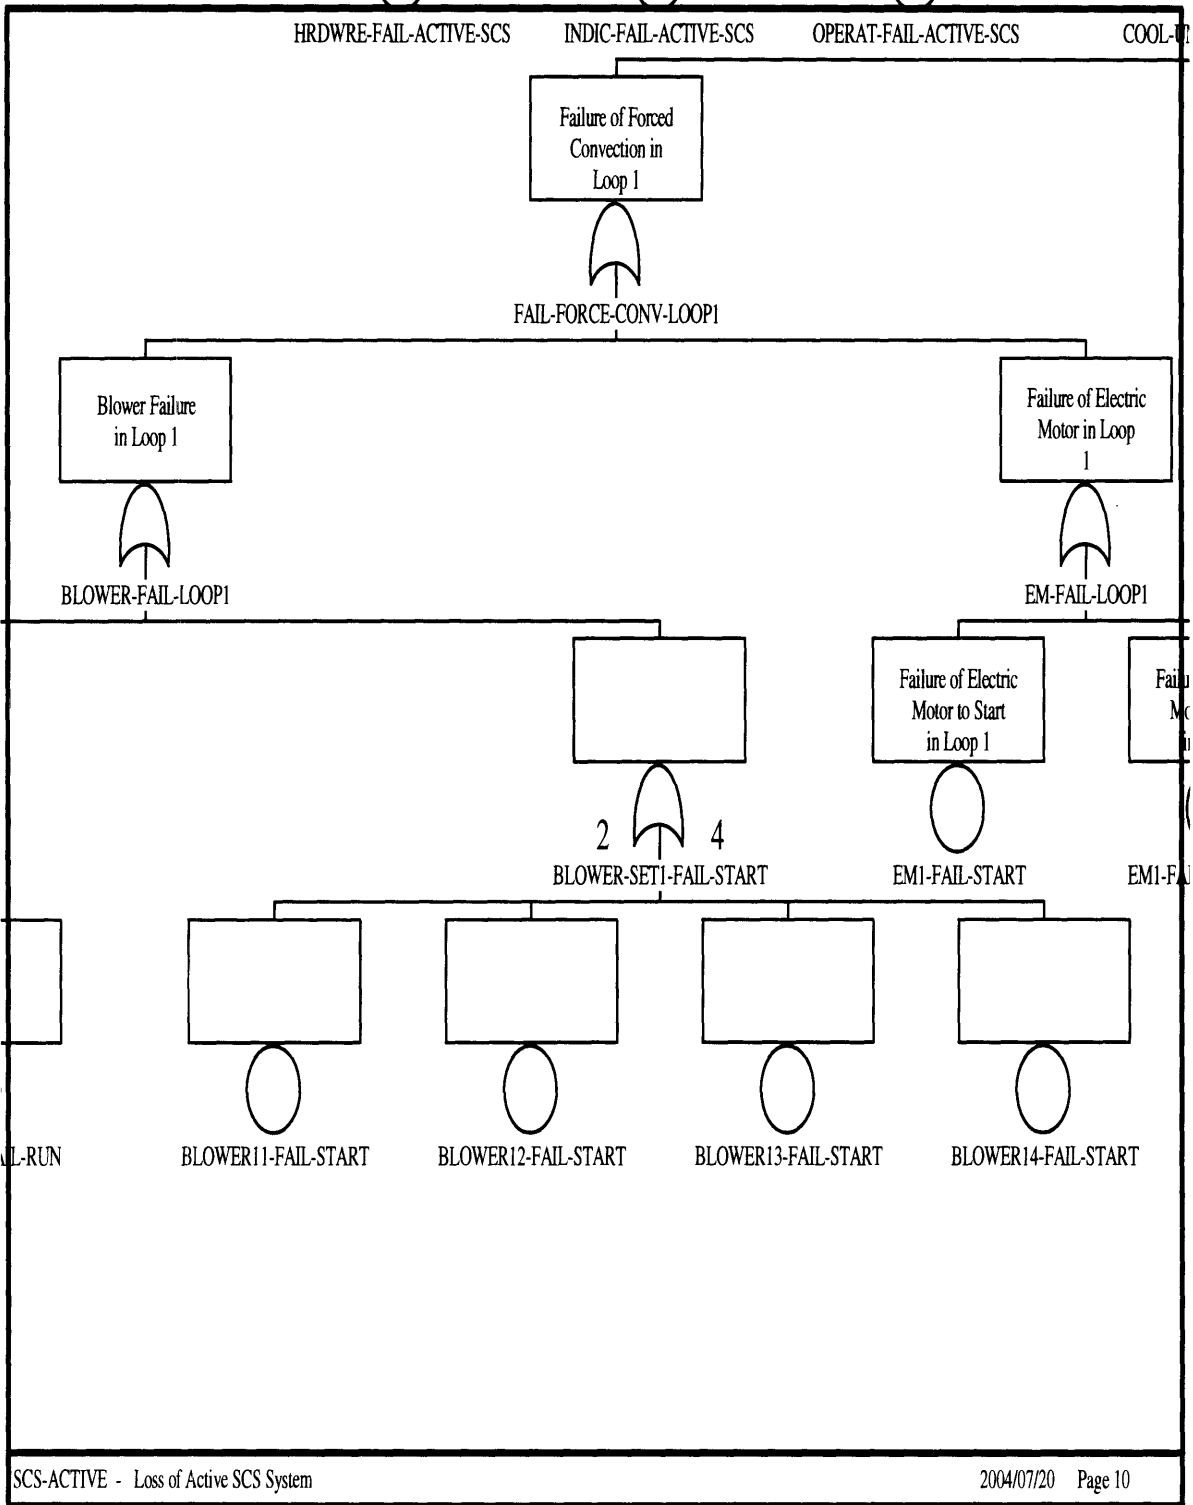 HRDWRE-FAIL-ACTIVE-SCS INDIC-FAIL-ACTIVE-SCS OPERAT-FAIL-ACTIVE-SCS
Failure of Forced
Convection in
Loop 1
FAIL-FORCE-CONV-LOOP1
Blower Failure
in Loop 1
BLOWER-FAIL-LOOP1
Failure of Electric
Motor in Loop
1
EM-FAIL-LOOP1
2 4
BLOWER-SET1-FAIL-START
Failure of Electric
Motor to Start
in Loop 1
EM1-FAIL-START
BLOWER11-FAIL-START BLOWER12-FAIL-START BLOWER13-FAIL-START BLOWER14-FAIL-START
SCS-ACTIVE - Loss of Active SCS System 2004/07/20 Page 10